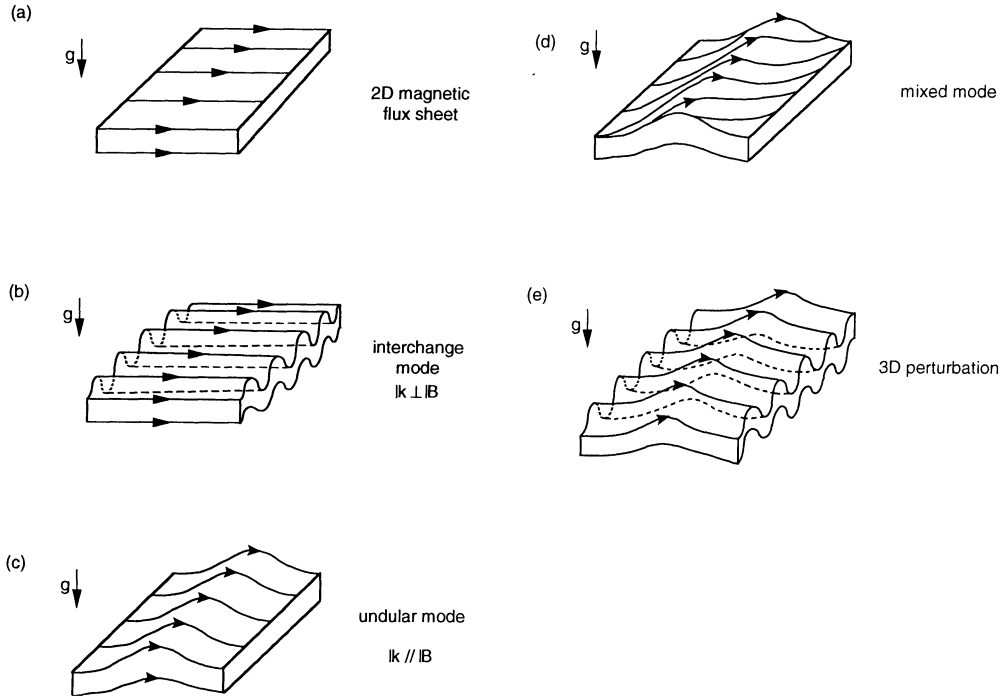 (a)
g
2D magnetic
flux sheet
(b)
g
interchange
mode
𝐤 ⊥ 𝐁
(c)
g
undular mode
𝐤 // 𝐁
(d)
g
mixed mode
(e)
g
3D perturbation